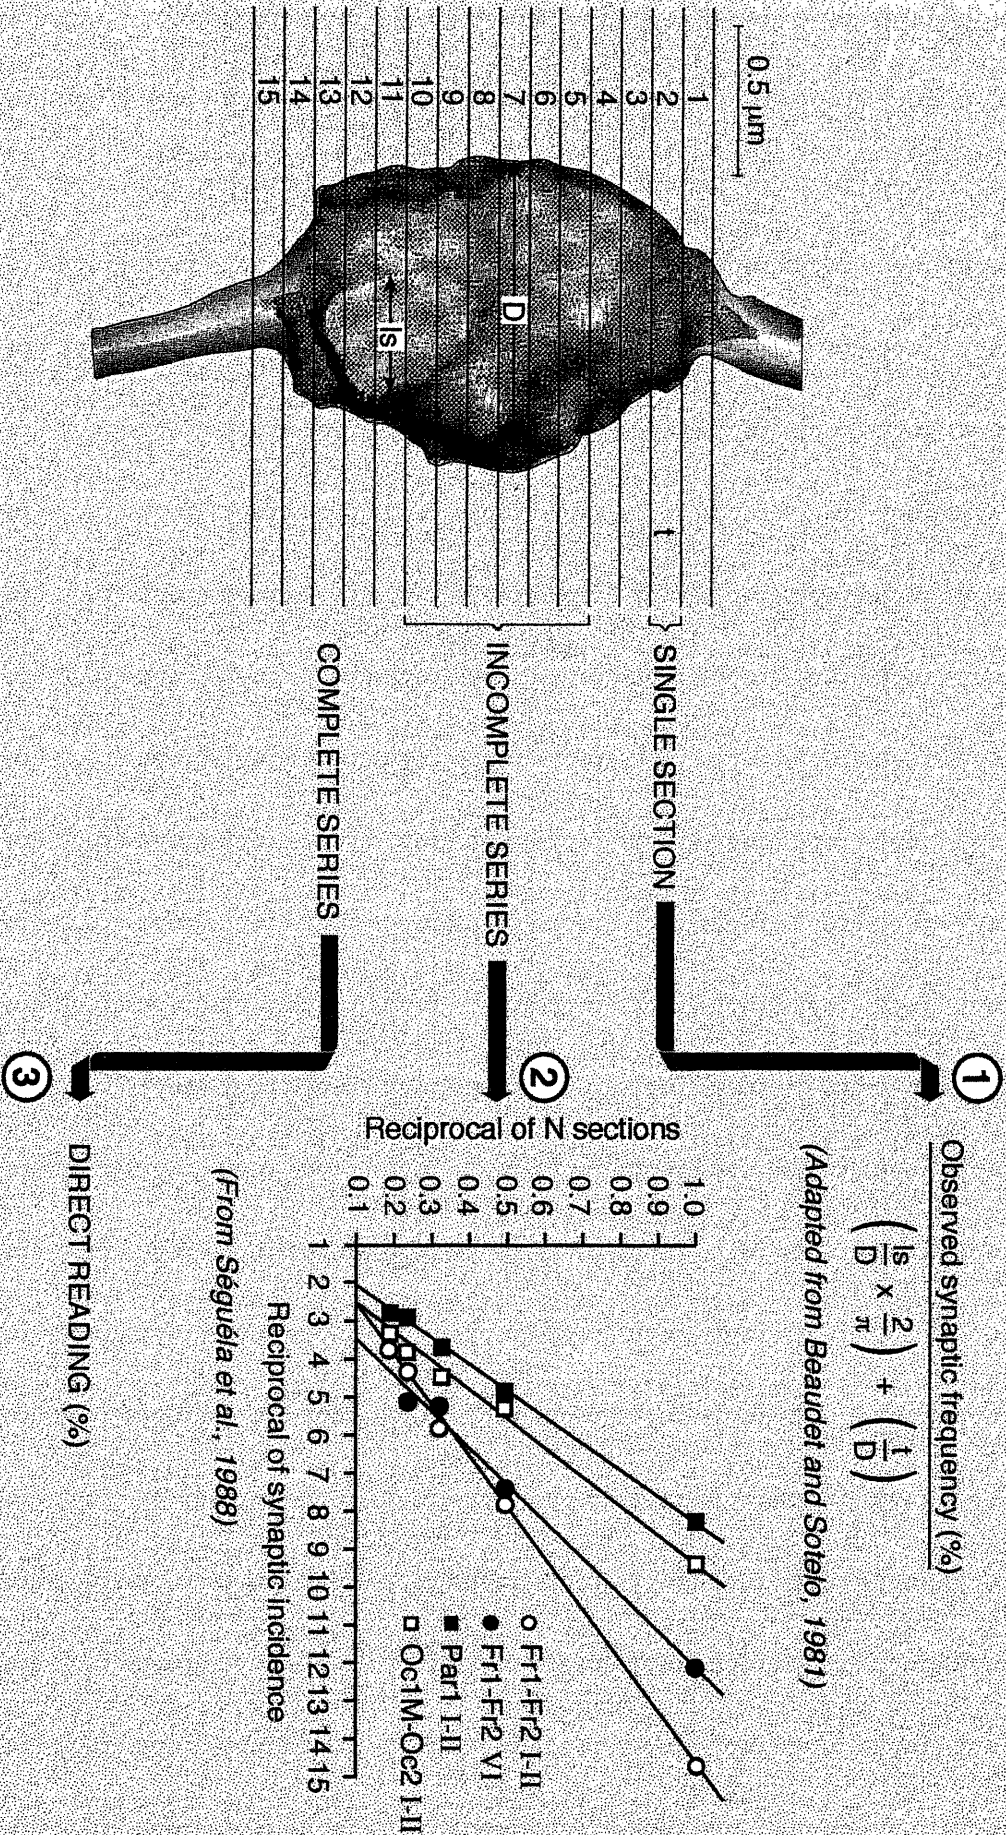 0.5 µm
1
2
3
4
5
6
7
8
9
10
11
12
13
14
15
D
ls
t
SINGLE SECTION
INCOMPLETE SERIES
COMPLETE SERIES
1
Observed synaptic frequency (%)
(ls/D x 2/π) + (t/D)
(Adapted from Beaudet and Sotelo, 1981)
2
Reciprocal of N sections
1.0
0.9
0.8
0.7
0.6
0.5
0.4
0.3
0.2
0.1
1 2 3 4 5 6 7 8 9 10 11 12 13 14 15
Reciprocal of synaptic incidence
Fr1-Fr2 I-II
Fr1-Fr2 VI
Par1 I-II
Oc1M-Oc2 I-II
(From Séguéla et al., 1988)
3
DIRECT READING (%)